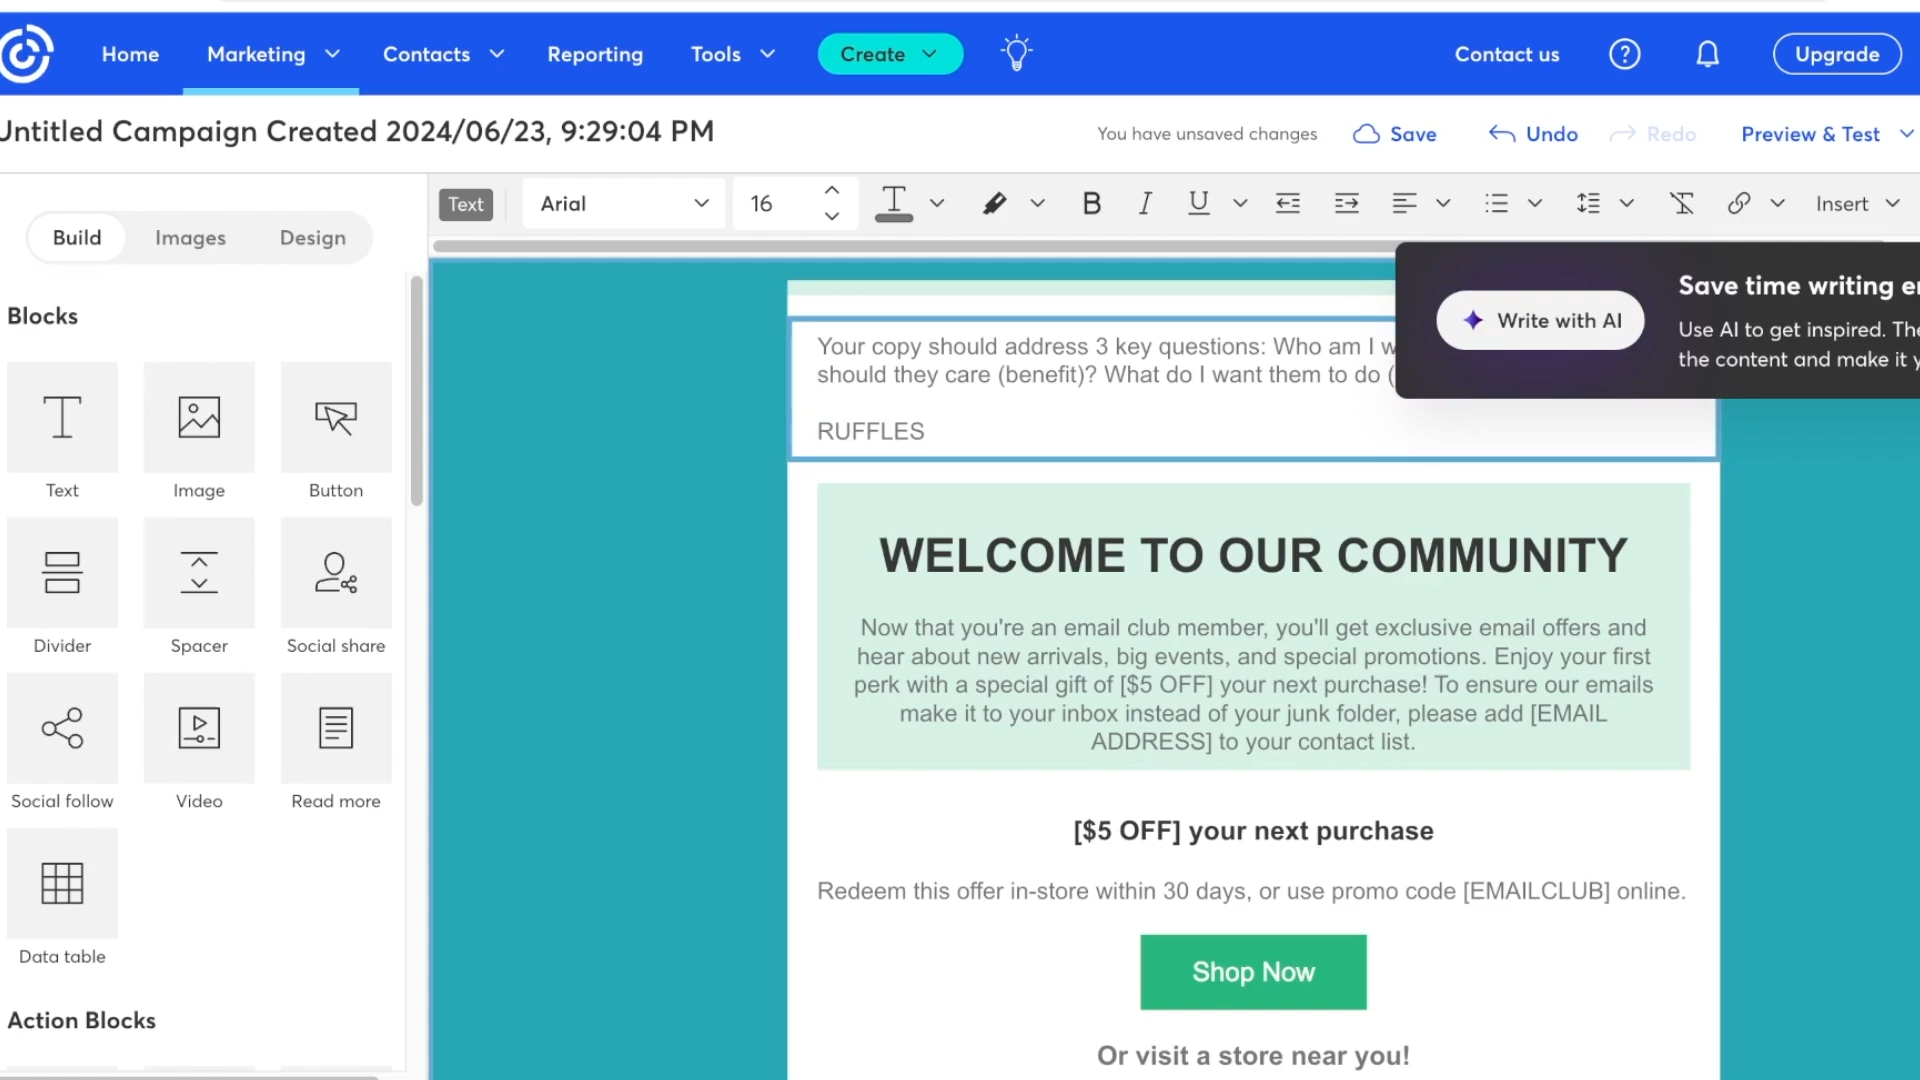 Home Marketing Contacts Reporting Tools Create Contact us Upgrade
Untitled Campaign Created 2024/06/23, 9:29:04 PM You have unsaved changes Save Undo Redo Preview & Test
Text Arial 16 B I U Insert
Build Images Design
Save time writing
Write with AI
Use AI to get inspired.
the content and make it
Blocks
Text Image Button
Divider Spacer Social share
Social follow Video Read more
Data table
Action Blocks
Your copy should address 3 key questions: Who am I
should they care (benefit)? What do I want them to do (
RUFFLES
WELCOME TO OUR COMMUNITY
Now that you're an email club member, you'll get exclusive email offers and
hear about new arrivals, big events, and special promotions. Enjoy your first
perk with a special gift of [$5 OFF] your next purchase! To ensure our emails
make it to your inbox instead of your junk folder, please add [EMAIL
ADDRESS] to your contact list.
[$5 OFF] your next purchase
Redeem this offer in-store within 30 days, or use promo code [EMAILCLUB] online.
Shop Now
Or visit a store near you!